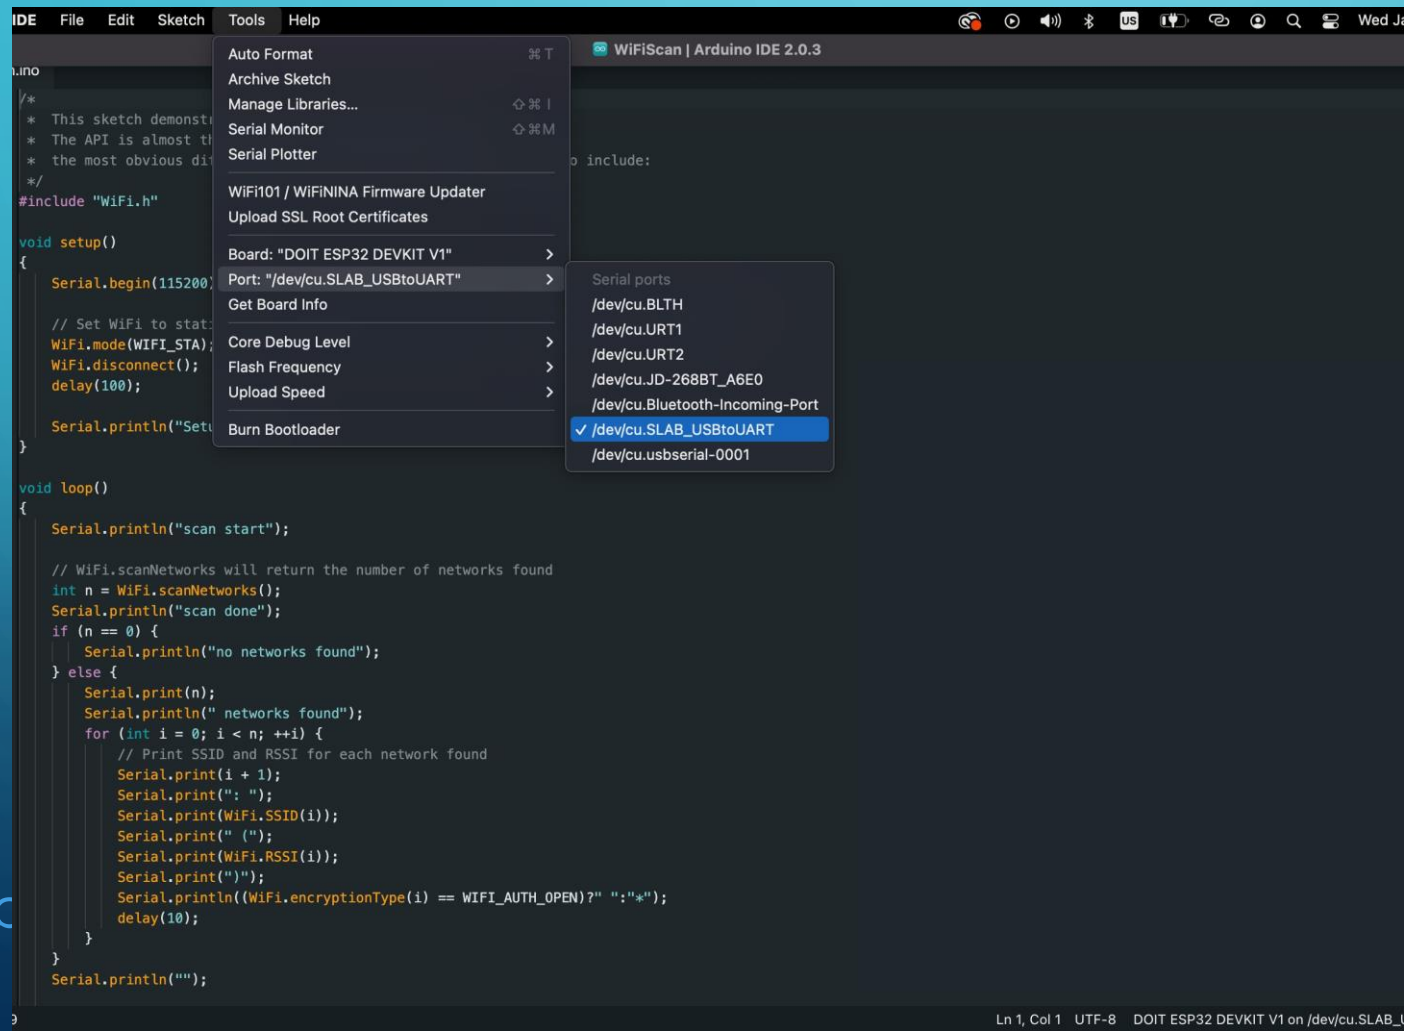 IDE File Edit Sketch Tools Help US Wed Ja
WiFiScan | Arduino IDE 2.0.3
n.ino
Auto Format ⌘ T
Archive Sketch
Manage Libraries... ⇧ ⌘ I
Serial Monitor ⇧ ⌘ M
Serial Plotter
WiFi101 / WiFiNINA Firmware Updater
Upload SSL Root Certificates
Board: "DOIT ESP32 DEVKIT V1"
Port: "/dev/cu.SLAB_USBtoUART"
Get Board Info
Core Debug Level
Flash Frequency
Upload Speed
Burn Bootloader
Serial ports
/dev/cu.BLTH
/dev/cu.URT1
/dev/cu.URT2
/dev/cu.JD-268BT_A6E0
/dev/cu.Bluetooth-Incoming-Port
✓ /dev/cu.SLAB_USBtoUART
/dev/cu.usbserial-0001
/*
* This sketch demonst
* The API is almost th
* the most obvious dif o include:
*/
#include "WiFi.h"
void setup()
{
Serial.begin(115200)
// Set WiFi to stati
WiFi.mode(WIFI_STA);
WiFi.disconnect();
delay(100);
Serial.println("Setu
}
void loop()
{
Serial.println("scan start");
// WiFi.scanNetworks will return the number of networks found
int n = WiFi.scanNetworks();
Serial.println("scan done");
if (n == 0) {
Serial.println("no networks found");
} else {
Serial.print(n);
Serial.println(" networks found");
for (int i = 0; i < n; ++i) {
// Print SSID and RSSI for each network found
Serial.print(i + 1);
Serial.print(": ");
Serial.print(WiFi.SSID(i));
Serial.print(" (");
Serial.print(WiFi.RSSI(i));
Serial.print(")");
Serial.println((WiFi.encryptionType(i) == WIFI_AUTH_OPEN)?" ":"*");
delay(10);
}
}
Serial.println("");
Ln 1, Col 1 UTF-8 DOIT ESP32 DEVKIT V1 on /dev/cu.SLAB_U